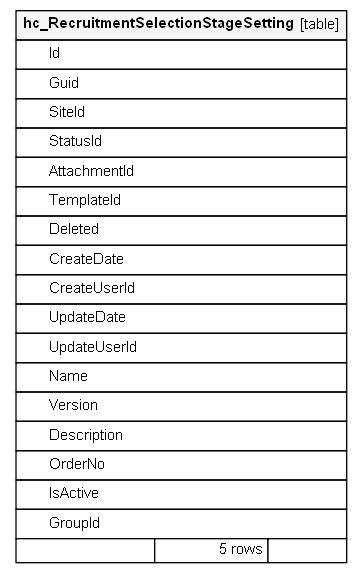 hc_RecruitmentSelectionStageSetting [table]
Id
Guid
SiteId
StatusId
AttachmentId
TemplateId
Deleted
CreateDate
CreateUserId
UpdateDate
UpdateUserId
Name
Version
Description
OrderNo
IsActive
GroupId
5 rows